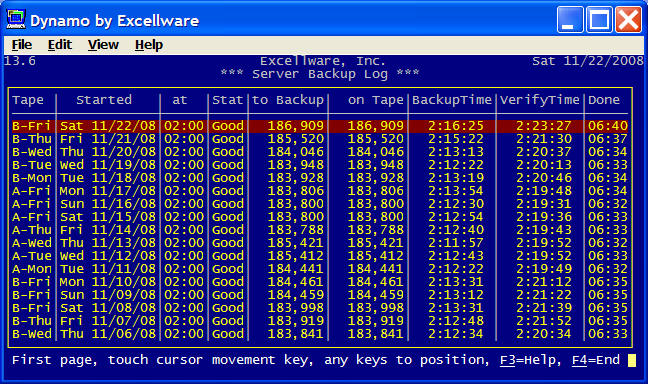 Dynamo by Excellware
File Edit View Help
13.6 Excellware, Inc. Sat 11/22/2008
*** Server Backup Log ***
Tape | Started | at |Stat|to Backup| on Tape|BackupTime|VerifyTime|Done
B-Fri|Sat 11/22/08|02:00|Good| 186,909| 186,909| 2:16:25| 2:23:27|06:40
B-Thu|Fri 11/21/08|02:00|Good| 185,520| 185,520| 2:15:22| 2:21:30|06:37
B-Wed|Thu 11/20/08|02:00|Good| 184,046| 184,046| 2:13:13| 2:20:37|06:34
B-Tue|Wed 11/19/08|02:00|Good| 183,948| 183,948| 2:12:22| 2:20:13|06:33
B-Mon|Tue 11/18/08|02:00|Good| 183,928| 183,928| 2:13:19| 2:20:46|06:34
A-Fri|Mon 11/17/08|02:00|Good| 183,806| 183,806| 2:13:54| 2:19:48|06:34
A-Fri|Sun 11/16/08|02:00|Good| 183,800| 183,800| 2:12:30| 2:19:31|06:32
A-Fri|Sat 11/15/08|02:00|Good| 183,800| 183,800| 2:12:54| 2:19:36|06:33
A-Thu|Fri 11/14/08|02:00|Good| 183,788| 183,788| 2:12:40| 2:19:43|06:33
A-Wed|Thu 11/13/08|02:00|Good| 185,421| 185,421| 2:11:57| 2:19:52|06:32
A-Tue|Wed 11/12/08|02:00|Good| 185,412| 185,412| 2:12:43| 2:19:52|06:33
A-Mon|Tue 11/11/08|02:00|Good| 184,441| 184,441| 2:12:22| 2:19:49|06:32
B-Fri|Mon 11/10/08|02:00|Good| 184,461| 184,461| 2:13:31| 2:21:12|06:35
B-Fri|Sun 11/09/08|02:00|Good| 184,459| 184,459| 2:13:12| 2:21:22|06:35
B-Fri|Sat 11/08/08|02:00|Good| 183,998| 183,998| 2:13:31| 2:21:39|06:35
B-Thu|Fri 11/07/08|02:00|Good| 183,919| 183,919| 2:12:48| 2:21:52|06:35
B-Wed|Thu 11/06/08|02:00|Good| 183,841| 183,841| 2:12:34| 2:20:34|06:33
First page, touch cursor movement key, any keys to position, F3=Help, F4=End